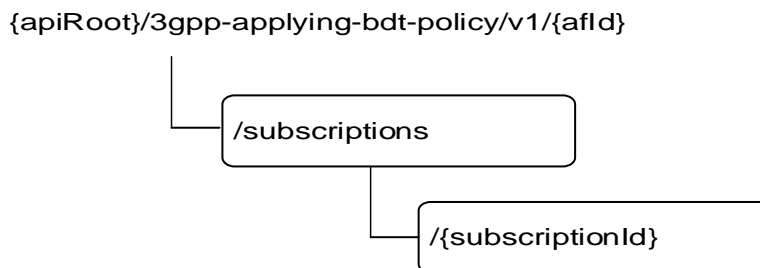 {apiRoot}/3gpp-applying-bdt-policy/v1/{afId}
/subscriptions
/{subscriptionId}